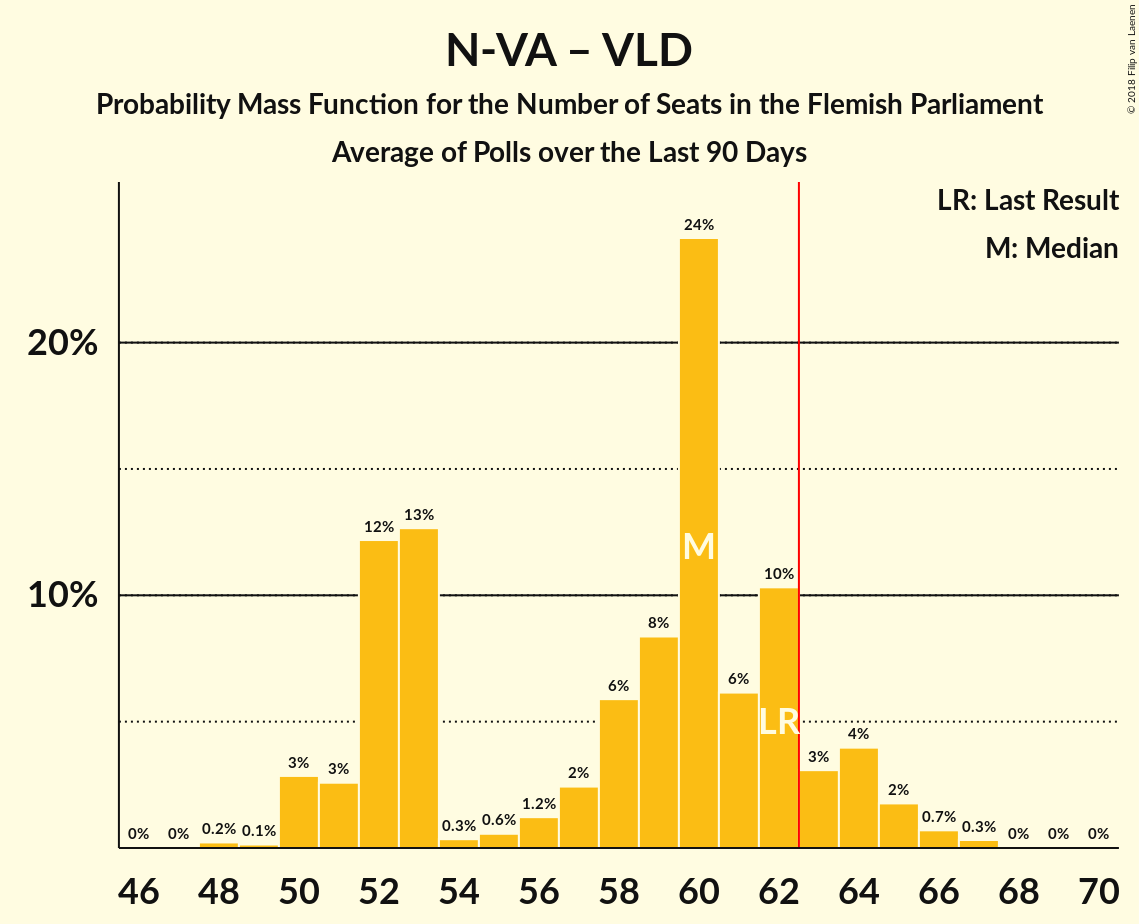 N-VA – VLD
Probability Mass Function for the Number of Seats in the Flemish Parliament
Average of Polls over the Last 90 Days
© 2018 Filip van Laenen
LR: Last Result
M: Median
20%
10%
0% 0% 0.2% 0.1% 3% 3% 12% 13% 0.3% 0.6% 1.2% 2% 6% 8% 24% 6% 10% 3% 4% 2% 0.7% 0.3% 0% 0% 0%
M
LR
46 48 50 52 54 56 58 60 62 64 66 68 70